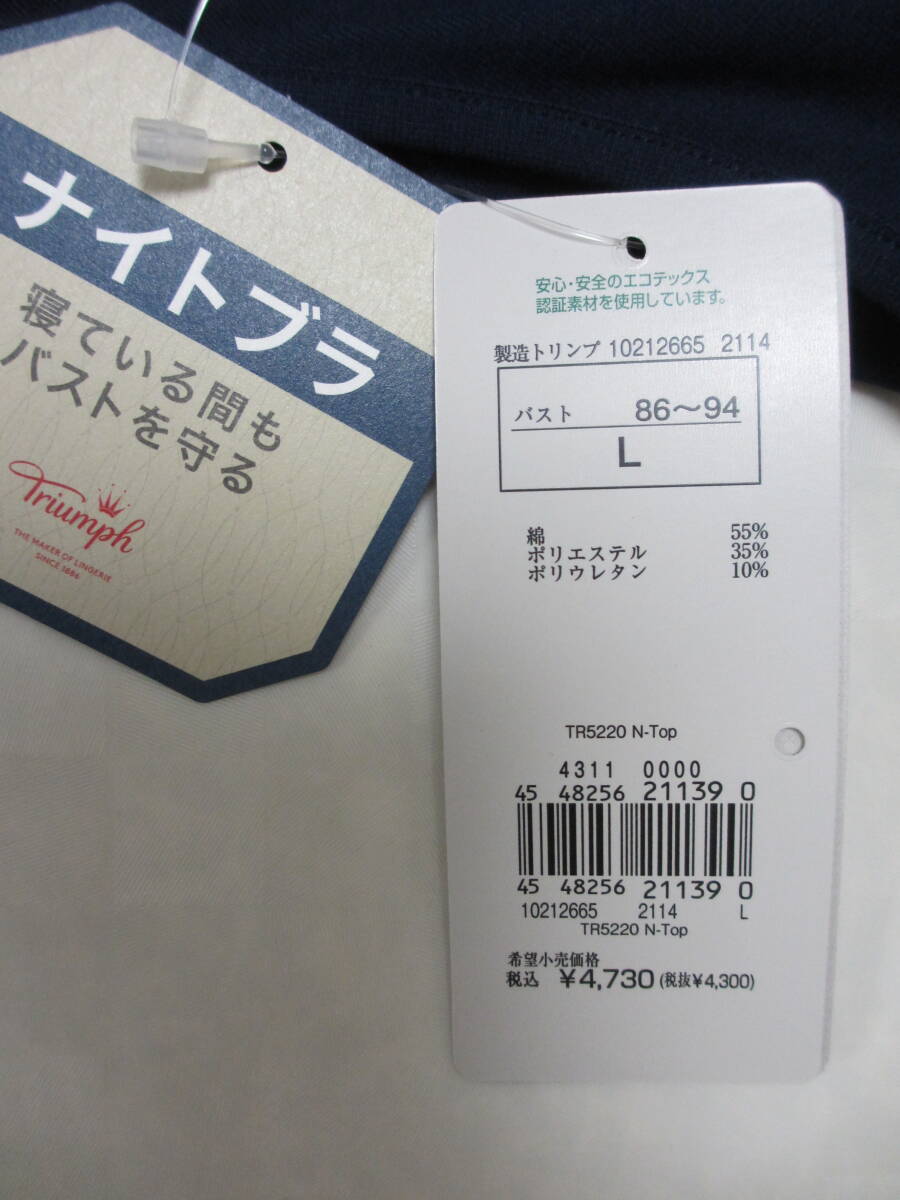 ナイトブラ
寝ている間も
バストを守る
Triumph
THE MAKER OF LINGERIE
SINCE 1886
安心・安全のエコテックス
認証素材を使用しています。
製造トリンプ 10212665 2114
バスト 86〜94
L
綿 55%
ポリエステル 35%
ポリウレタン 10%
TR5220 N-Top
4311 0000
45 48256 21139 0
45 48256 21139 0
10212665 2114 L
TR5220 N-Top
希望小売価格
税込 ¥4,730 (税抜¥4,300)